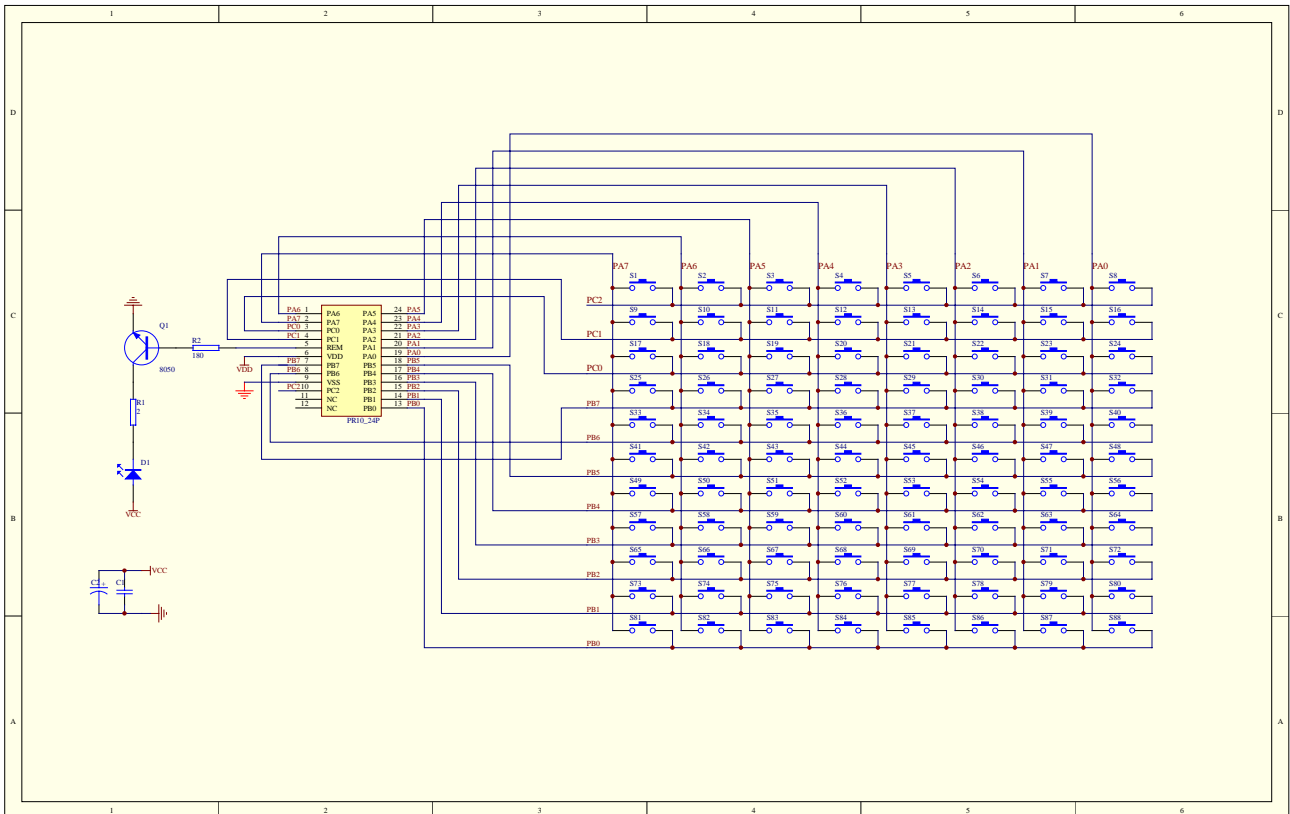 1 2 3 4 5 6
D D
PA7 PA6 PA5 PA4 PA3 PA2 PA1 PA0
S1 S2 S3 S4 S5 S6 S7 S8
PC2
S9 S10 S11 S12 S13 S14 S15 S16
PC1
S17 S18 S19 S20 S21 S22 S23 S24
PC0
S25 S26 S27 S28 S29 S30 S31 S32
PB7
S33 S34 S35 S36 S37 S38 S39 S40
PB6
S41 S42 S43 S44 S45 S46 S47 S48
PB5
S49 S50 S51 S52 S53 S54 S55 S56
PB4
S57 S58 S59 S60 S61 S62 S63 S64
PB3
S65 S66 S67 S68 S69 S70 S71 S72
PB2
S73 S74 S75 S76 S77 S78 S79 S80
PB1
S81 S82 S83 S84 S85 S86 S87 S88
PB0
C C
PA6 1 PA6 PA5 24 PA5
PA7 2 PA7 PA4 23 PA4
PC0 3 PC0 PA3 22 PA3
PC1 4 PC1 PA2 21 PA2
5 REM PA1 20 PA1
6 VDD PA0 19 PA0
PB7 7 PB7 PB5 18 PB5
PB6 8 PB6 PB4 17 PB4
9 VSS PB3 16 PB3
PC2 10 PC2 PB2 15 PB2
11 NC PB1 14 PB1
12 NC PB0 13 PB0
PR10_24P
VDD
Q1
8050
R2
180
R1
2
D1
VCC
B B
VCC
C2 + C1
A A
1 2 3 4 5 6